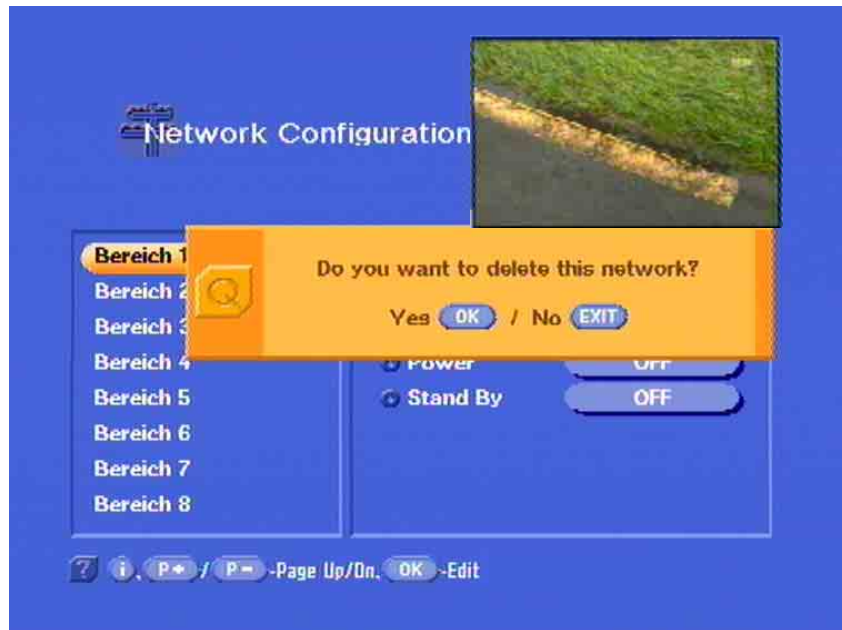 Network Configuration
Do you want to delete this network?
Yes OK / No EXIT
Bereich 1
Bereich 2
Bereich 3
Bereich 4
Bereich 5
Bereich 6
Bereich 7
Bereich 8
Power OFF
Stand By OFF
? i, P+ / P- -Page Up/Dn, OK -Edit